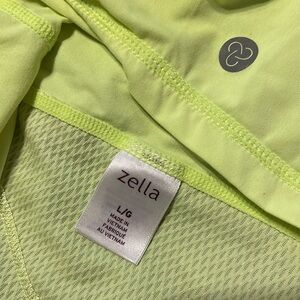 zella
L/G
MADE IN
VIETNAM
FABRIQUÉ
AU VIETNAM